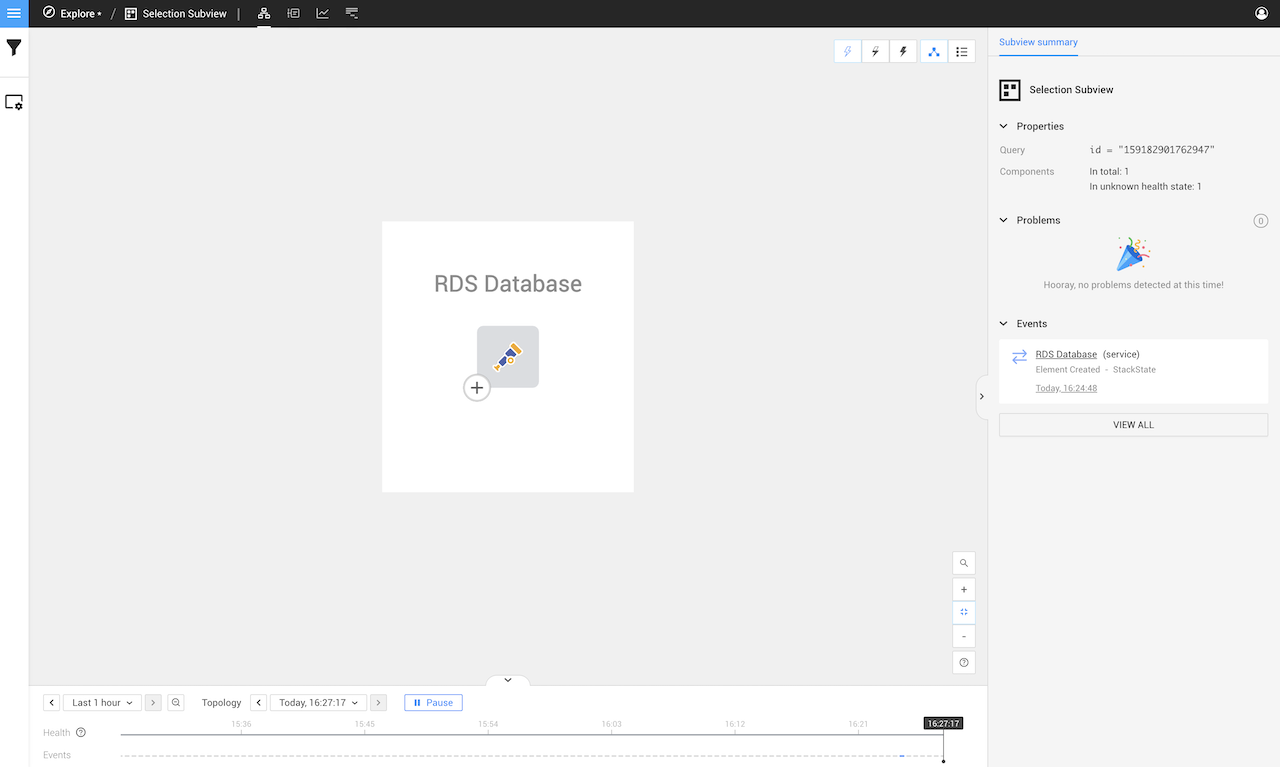 Explore * / Selection Subview |
Subview summary
Selection Subview
Properties
Query id = "159182901762947"
Components In total: 1
In unknown health state: 1
Problems 0
Hooray, no problems detected at this time!
Events
RDS Database (service)
Element Created - StackState
Today, 16:24:48
VIEW ALL
RDS Database
+
+
-
Last 1 hour Topology Today, 16:27:17 Pause
15:36 15:45 15:54 16:03 16:12 16:21 16:27:17
Health
Events